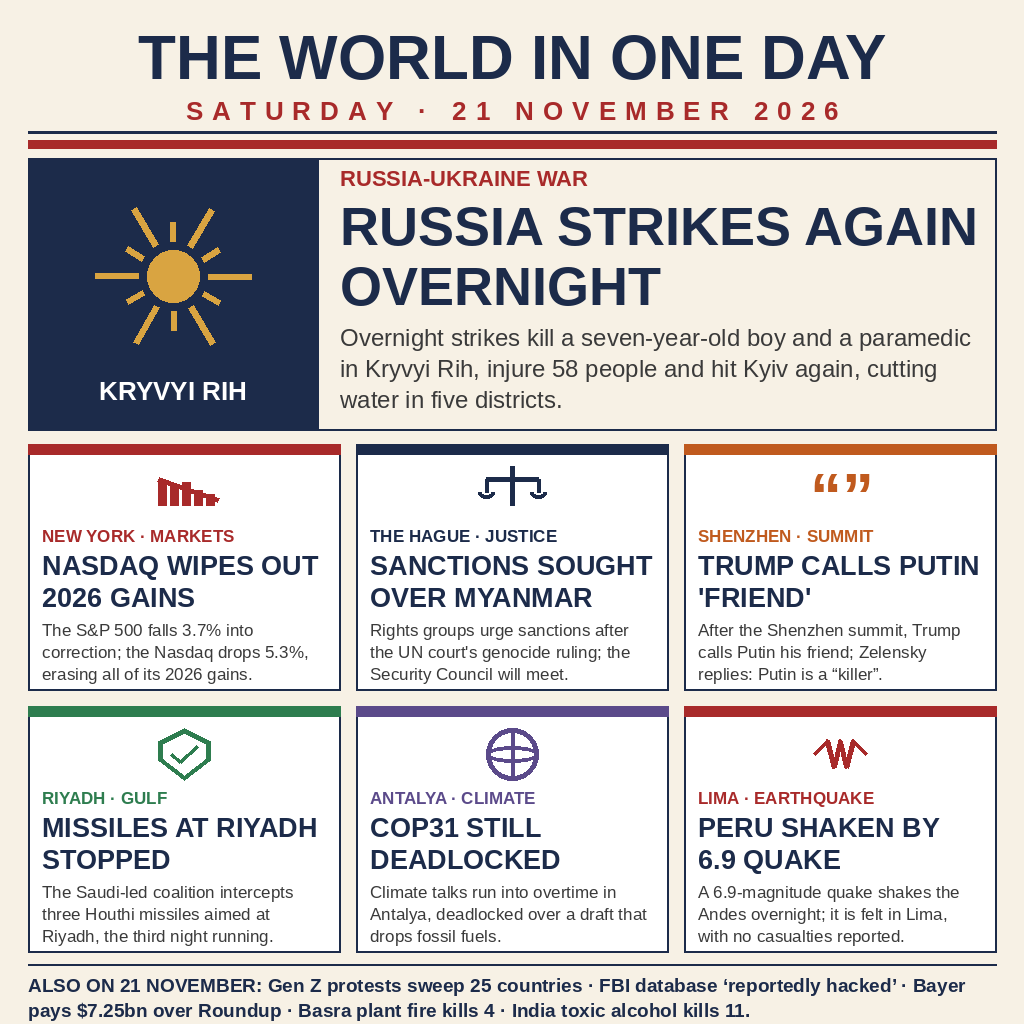 THE WORLD IN ONE DAY
SATURDAY · 21 NOVEMBER 2026
KRYVYI RIH
RUSSIA-UKRAINE WAR
RUSSIA STRIKES AGAIN
OVERNIGHT
Overnight strikes kill a seven-year-old boy and a paramedic
in Kryvyi Rih, injure 58 people and hit Kyiv again, cutting
water in five districts.
NEW YORK · MARKETS
NASDAQ WIPES OUT
2026 GAINS
The S&P 500 falls 3.7% into
correction; the Nasdaq drops 5.3%,
erasing all of its 2026 gains.
THE HAGUE · JUSTICE
SANCTIONS SOUGHT
OVER MYANMAR
Rights groups urge sanctions after
the UN court's genocide ruling; the
Security Council will meet.
“”
SHENZHEN · SUMMIT
TRUMP CALLS PUTIN
'FRIEND'
After the Shenzhen summit, Trump
calls Putin his friend; Zelensky
replies: Putin is a “killer”.
RIYADH · GULF
MISSILES AT RIYADH
STOPPED
The Saudi-led coalition intercepts
three Houthi missiles aimed at
Riyadh, the third night running.
ANTALYA · CLIMATE
COP31 STILL
DEADLOCKED
Climate talks run into overtime in
Antalya, deadlocked over a draft that
drops fossil fuels.
LIMA · EARTHQUAKE
PERU SHAKEN BY
6.9 QUAKE
A 6.9-magnitude quake shakes the
Andes overnight; it is felt in Lima,
with no casualties reported.
ALSO ON 21 NOVEMBER: Gen Z protests sweep 25 countries · FBI database ‘reportedly hacked’ · Bayer
pays $7.25bn over Roundup · Basra plant fire kills 4 · India toxic alcohol kills 11.